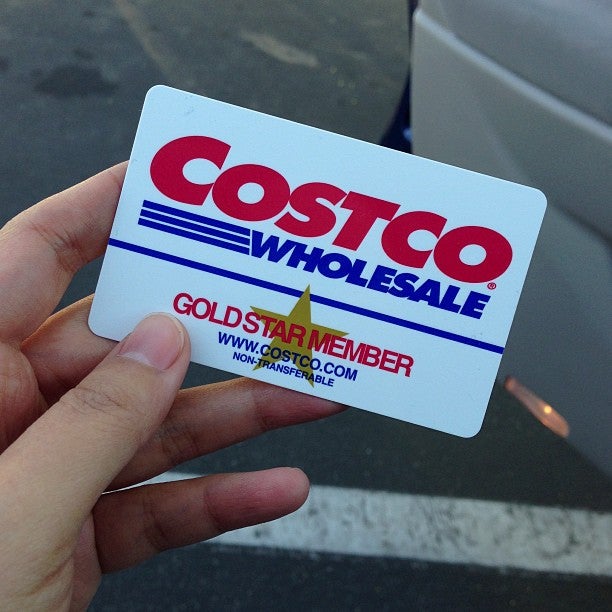 COSTCO
WHOLESALE
GOLD STAR MEMBER
WWW.COSTCO.COM
NON-TRANSFERABLE